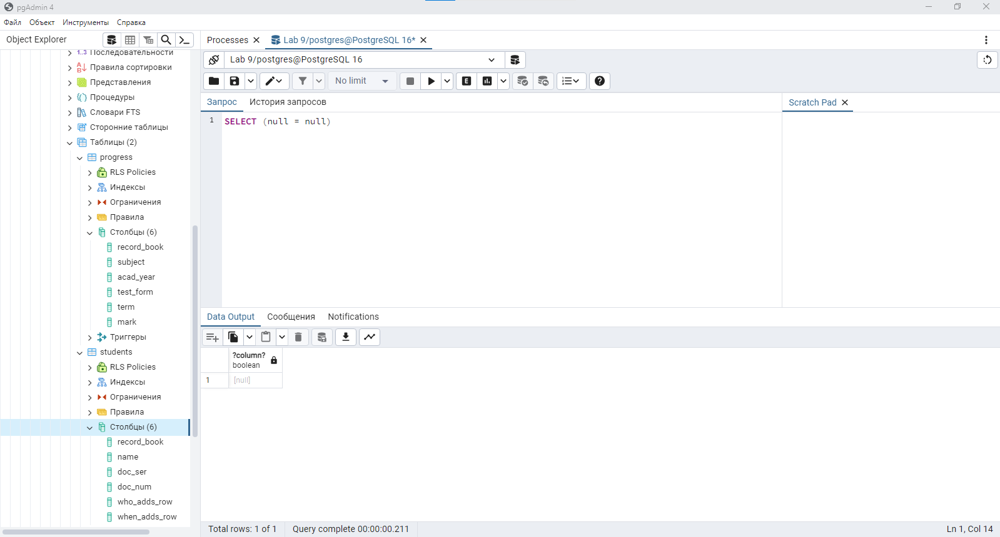 pgAdmin 4
Файл Объект Инструменты Справка
Object Explorer
1..3 Последовательности
Правила сортировки
Представления
Процедуры
Словари FTS
Сторонние таблицы
Таблицы (2)
progress
RLS Policies
Индексы
Ограничения
Правила
Столбцы (6)
record_book
subject
acad_year
test_form
term
mark
Триггеры
students
RLS Policies
Индексы
Ограничения
Правила
Столбцы (6)
record_book
name
doc_ser
doc_num
who_adds_row
when_adds_row
Processes
Lab 9/postgres@PostgreSQL 16*
Lab 9/postgres@PostgreSQL 16
No limit
E
Запрос История запросов
Scratch Pad
1 SELECT (null = null)
Data Output Сообщения Notifications
?column?
boolean
1 [null]
Total rows: 1 of 1 Query complete 00:00:00.211
Ln 1, Col 14